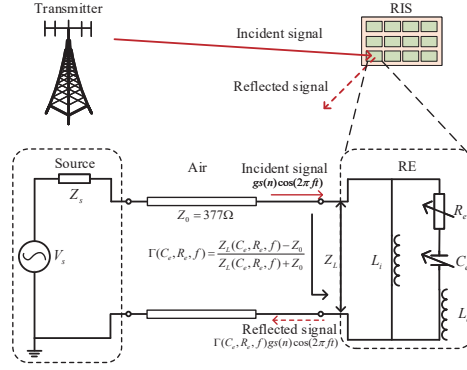 Transmitter
RIS
Incident signal
Reflected signal
Source
Air
Incident signal
gs(n)cos(2πft)
RE
Z_s
Z_0 = 377Ω
R_e
Γ(C_e,R_e,f) = (Z_L(C_e,R_e,f)−Z_0)/(Z_L(C_e,R_e,f)+Z_0)
V_s
Z_L
L_i
Reflected signal
Γ(C_e,R_e,f)gs(n)cos(2πft)